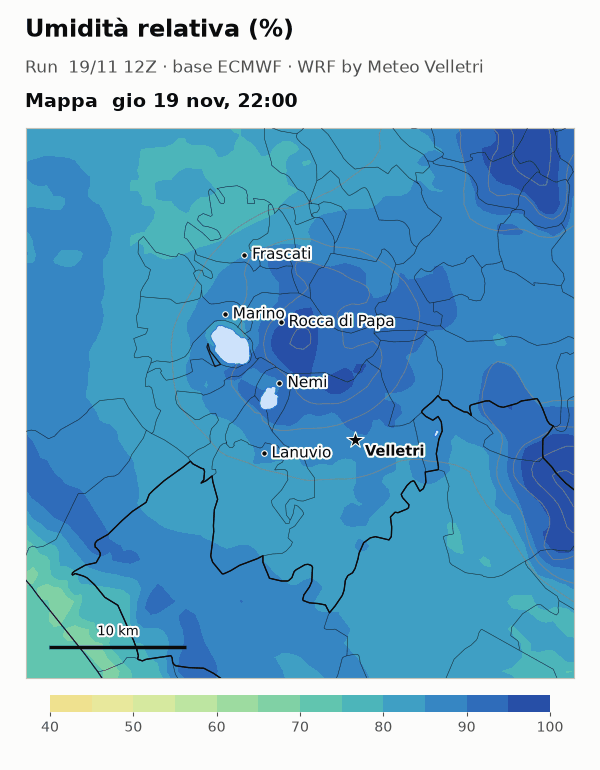 Umidità relativa (%)
Run  19/11 12Z · base ECMWF · WRF by Meteo Velletri
Mappa  gio 19 nov, 22:00
Frascati
Marino
Rocca di Papa
Nemi
Velletri
Lanuvio
10 km
40 50 60 70 80 90 100